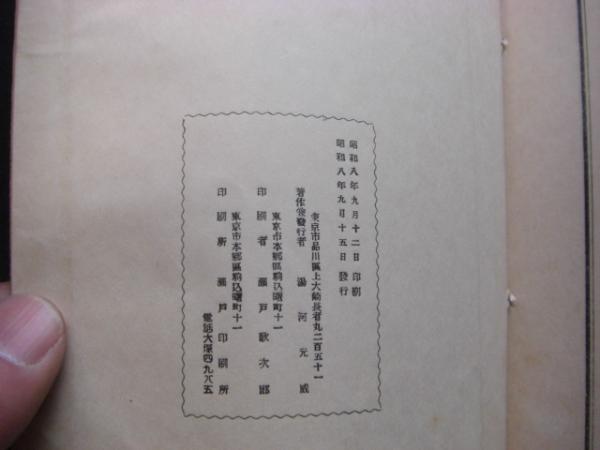 昭和八年九月十二日印刷
昭和八年九月十五日發行
東京市品川區上大崎長者丸二百五十一
著作兼發行者 湯河元威
東京市本鄉區駒込曙町十一
印刷者 瀨戸歌次郎
東京市本鄉區駒込曙町十一
印刷所 瀨戸印刷所
電話大塚四九八五